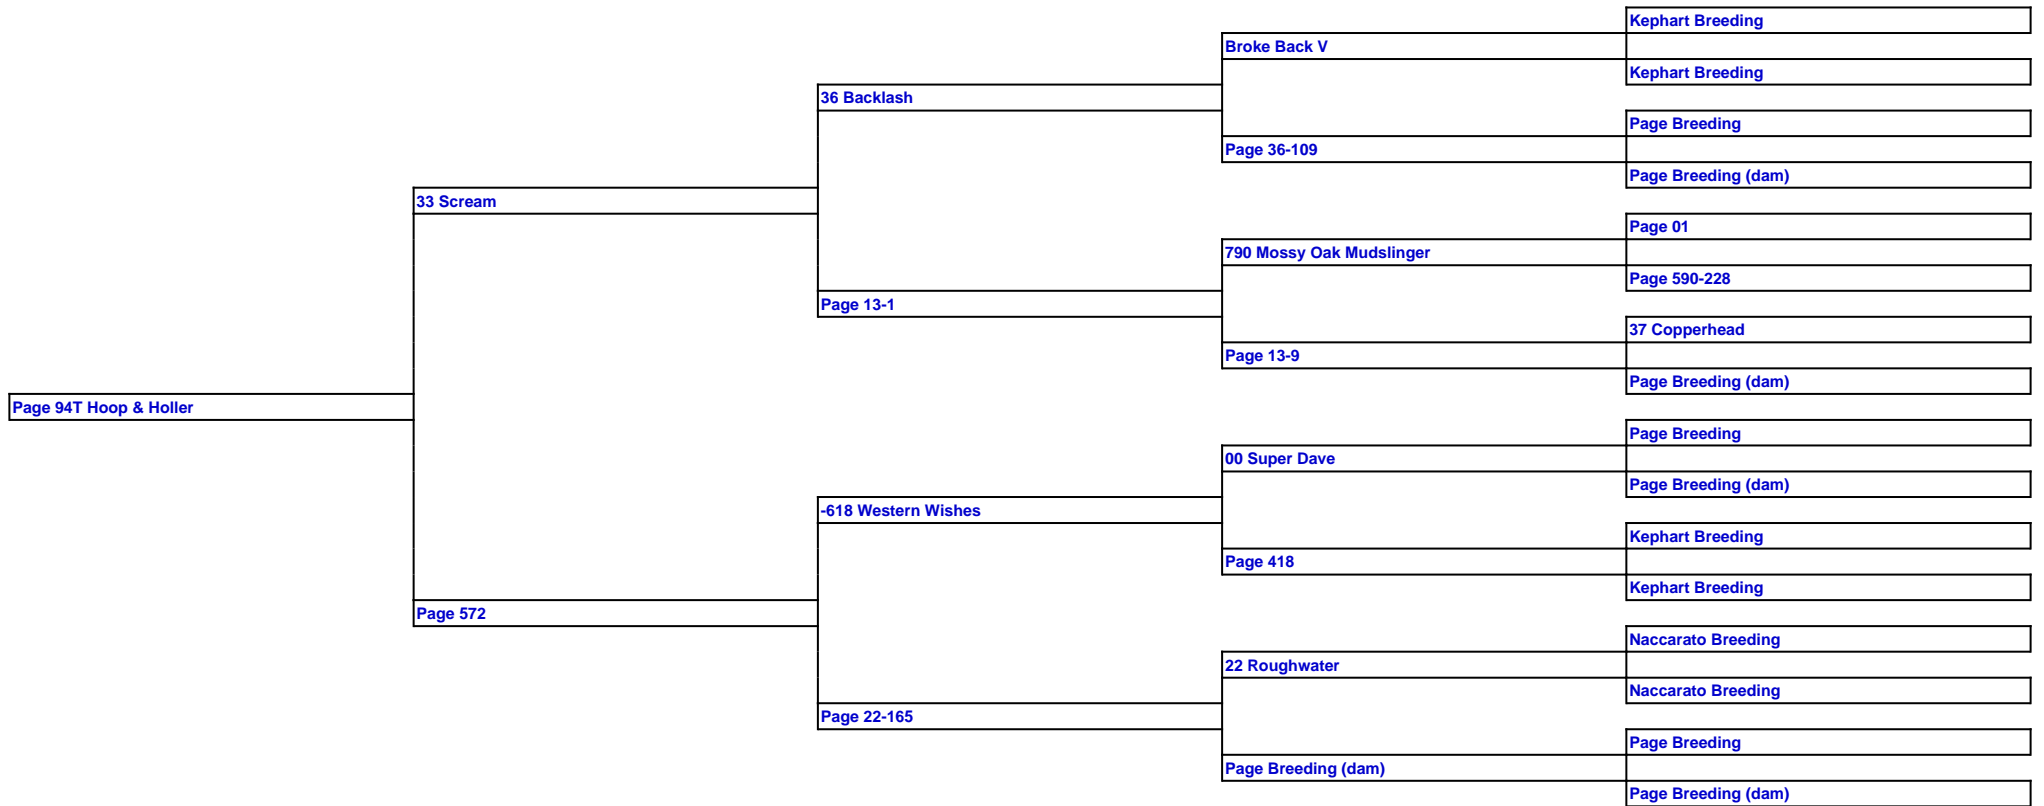 Kephart Breeding
Broke Back V
Kephart Breeding
36 Backlash
Page Breeding
Page 36-109
Page Breeding (dam)
33 Scream
Page 01
790 Mossy Oak Mudslinger
Page 590-228
Page 13-1
37 Copperhead
Page 13-9
Page Breeding (dam)
Page 94T Hoop & Holler
Page Breeding
00 Super Dave
Page Breeding (dam)
-618 Western Wishes
Kephart Breeding
Page 418
Kephart Breeding
Page 572
Naccarato Breeding
22 Roughwater
Naccarato Breeding
Page 22-165
Page Breeding
Page Breeding (dam)
Page Breeding (dam)